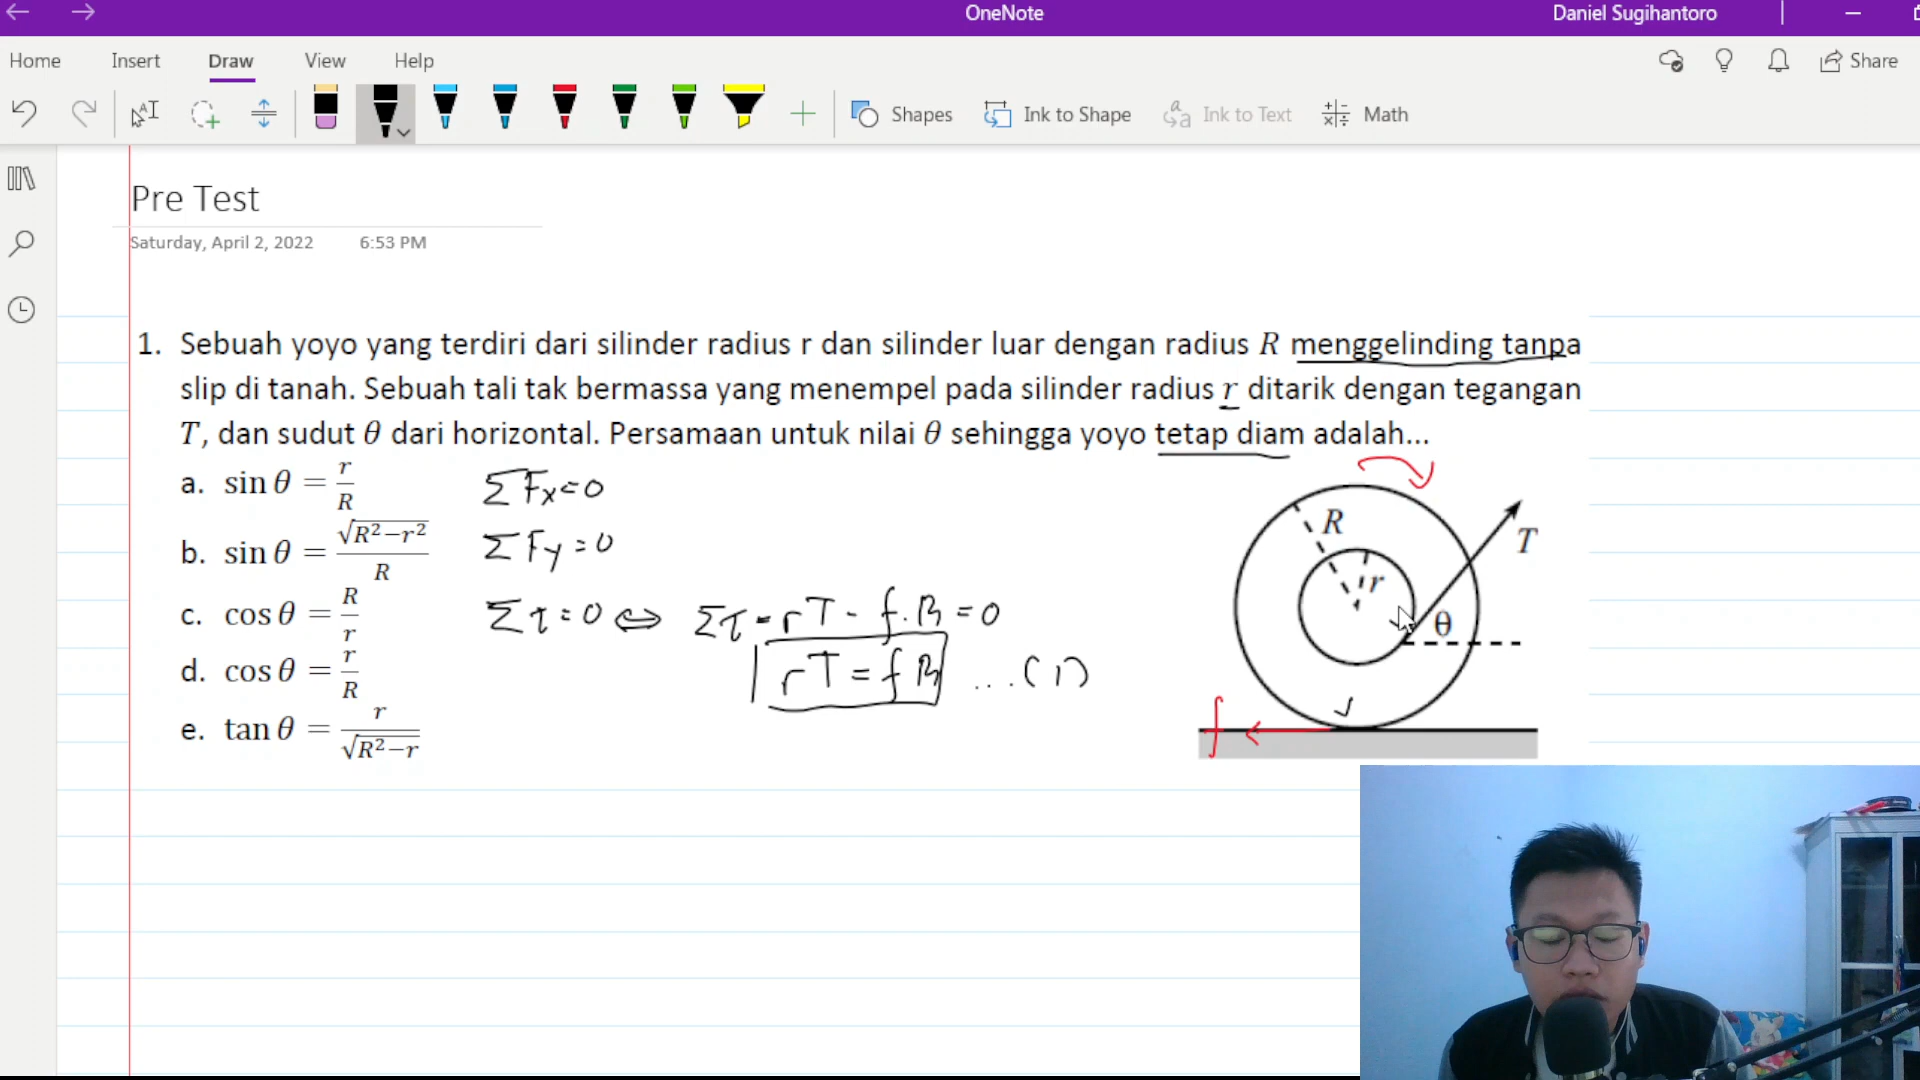 OneNote
Daniel Sugihantoro
Home Insert Draw View Help
Share
Shapes Ink to Shape Ink to Text Math
Pre Test
Saturday, April 2, 2022 6:53 PM
1. Sebuah yoyo yang terdiri dari silinder radius r dan silinder luar dengan radius R menggelinding tanpa
slip di tanah. Sebuah tali tak bermassa yang menempel pada silinder radius r ditarik dengan tegangan
T, dan sudut θ dari horizontal. Persamaan untuk nilai θ sehingga yoyo tetap diam adalah...
a. sin θ = r/R
b. sin θ = √(R²−r²)/R
c. cos θ = R/r
d. cos θ = r/R
e. tan θ = r/√(R²−r)
ΣFx=0
ΣFy=0
Στ=0 ⇔ Στ=rT-f.R=0
rT=fR ...(1)
R
r
T
θ
f